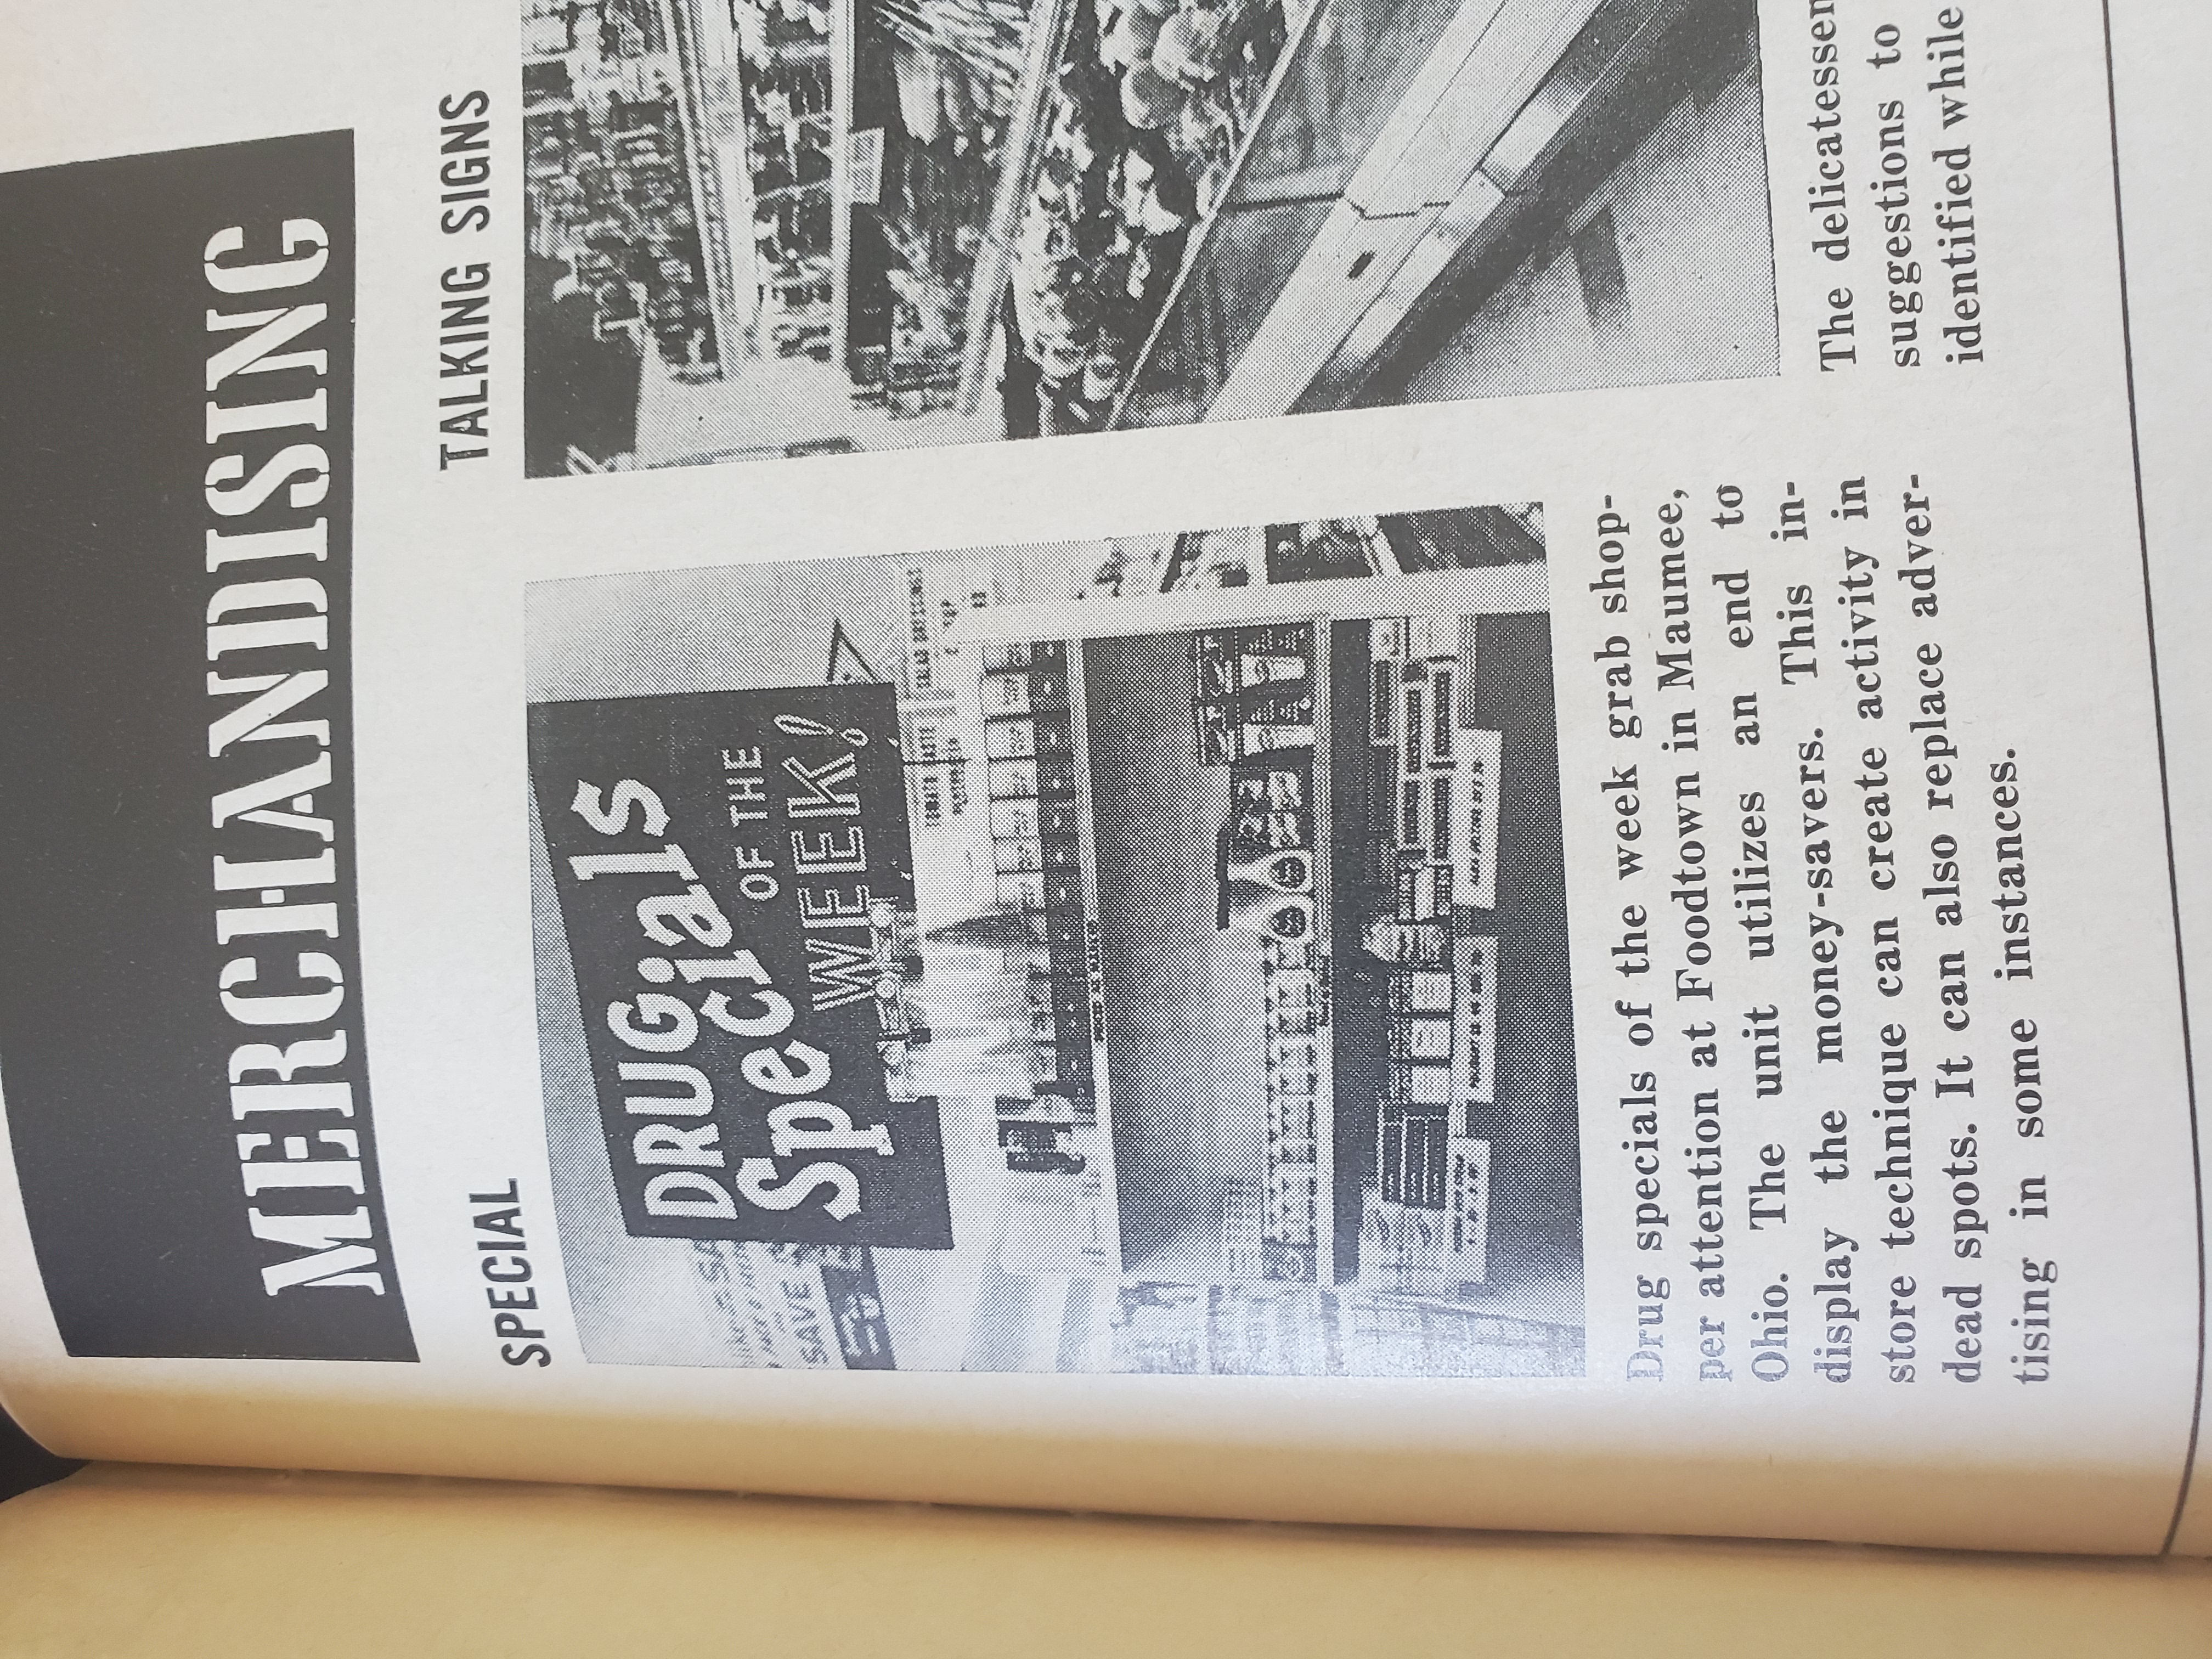 MERCHANDISING
SPECIAL
DRUG
Specials
OF THE
WEEK!
SAVE
Drug specials of the week grab shop-
per attention at Foodtown in Maumee,
Ohio. The unit utilizes an end to
display the money-savers. This in-
store technique can create activity in
dead spots. It can also replace adver-
tising in some instances.
TALKING SIGNS
The delicatessen
suggestions to
identified while